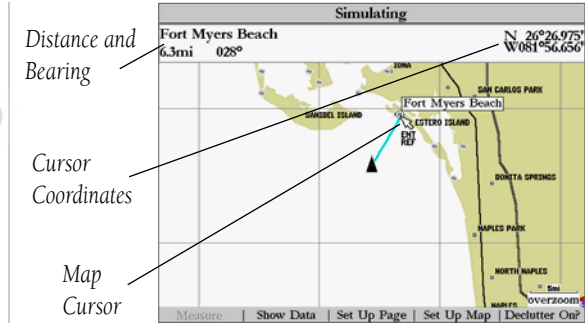 Simulating
Distance and
Bearing
Fort Myers Beach
6.3mi 028°
N 26°26.975'
W081°56.656'
IONA
SAN CARLOS PARK
Fort Myers Beach
SANIBEL ISLAND
ESTERO ISLAND
ENT
REF
Cursor
Coordinates
BONITA SPRINGS
NAPLES PARK
Map
Cursor
NORTH NAPLES
5mi
overzoom
NAPLES
Measure | Show Data | Set Up Page | Set Up Map | Declutter On?